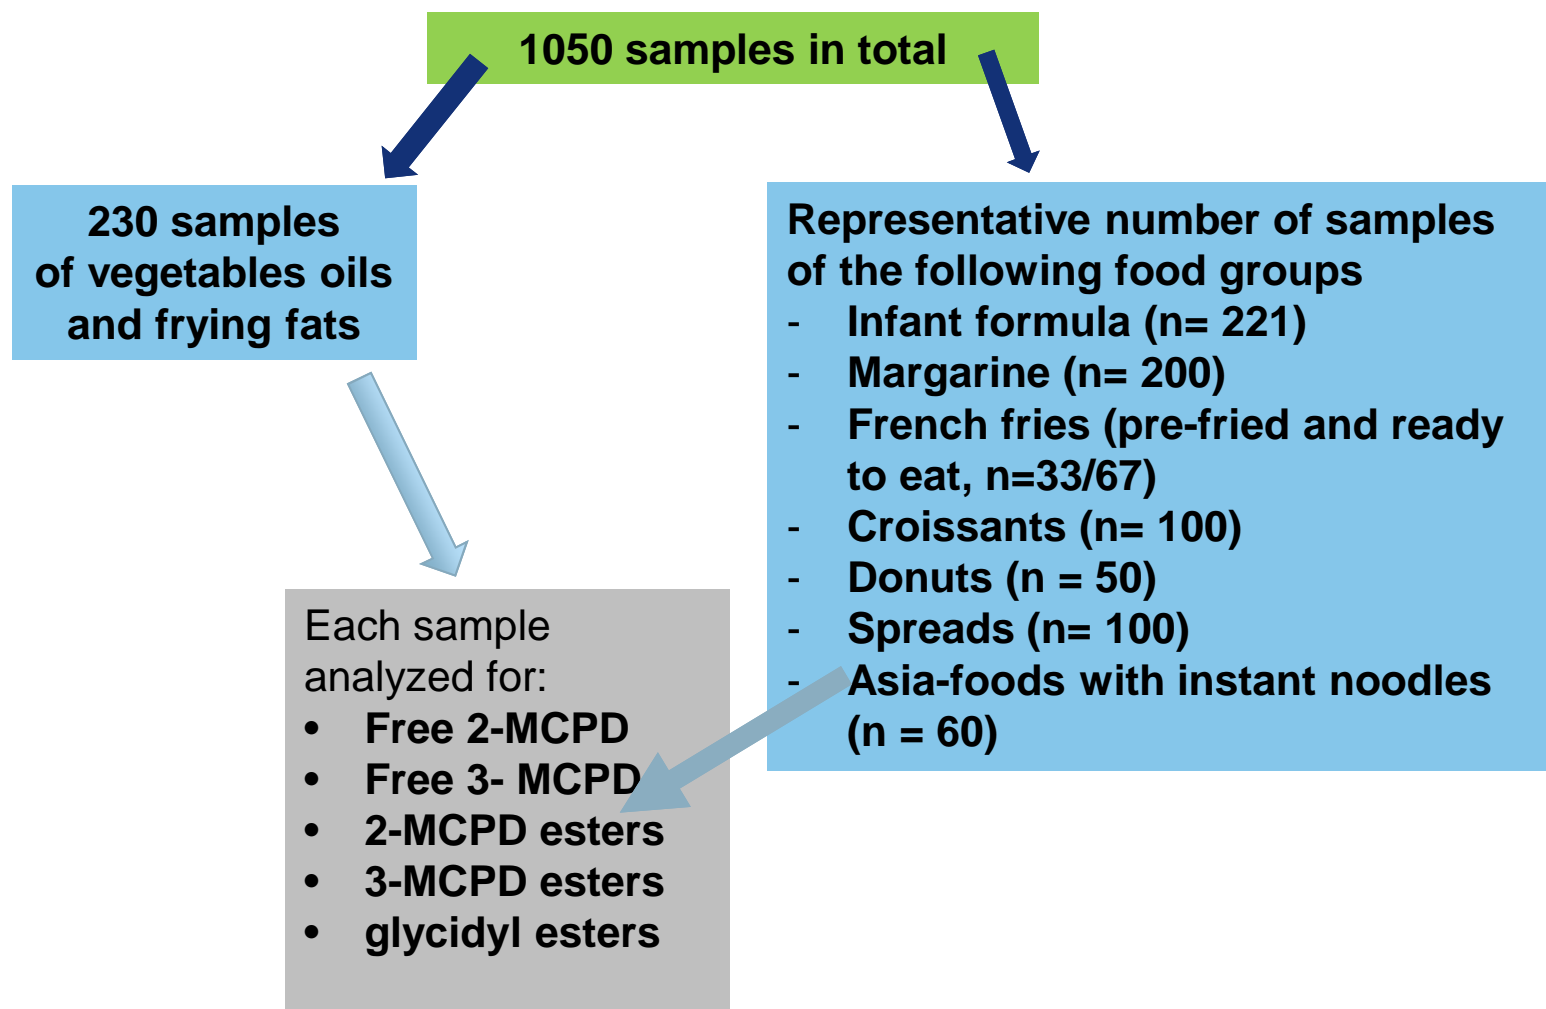 1050 samples in total
230 samples
of vegetables oils
and frying fats
Representative number of samples
of the following food groups
- Infant formula (n= 221)
- Margarine (n= 200)
- French fries (pre-fried and ready
to eat, n=33/67)
- Croissants (n= 100)
- Donuts (n = 50)
- Spreads (n= 100)
- Asia-foods with instant noodles
(n = 60)
Each sample
analyzed for:
• Free 2-MCPD
• Free 3- MCPD
• 2-MCPD esters
• 3-MCPD esters
• glycidyl esters